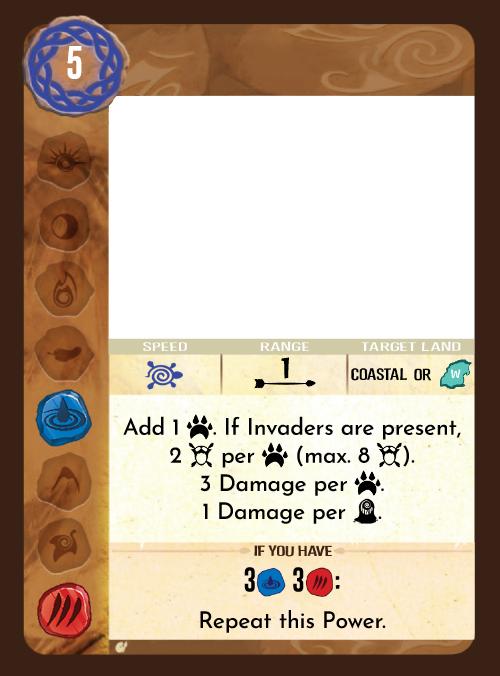 5
SPEED RANGE TARGET LAND
1 COASTAL OR W
Add 1 . If Invaders are present,
2 per (max. 8 ).
3 Damage per .
1 Damage per .
IF YOU HAVE
3 3 :
Repeat this Power.